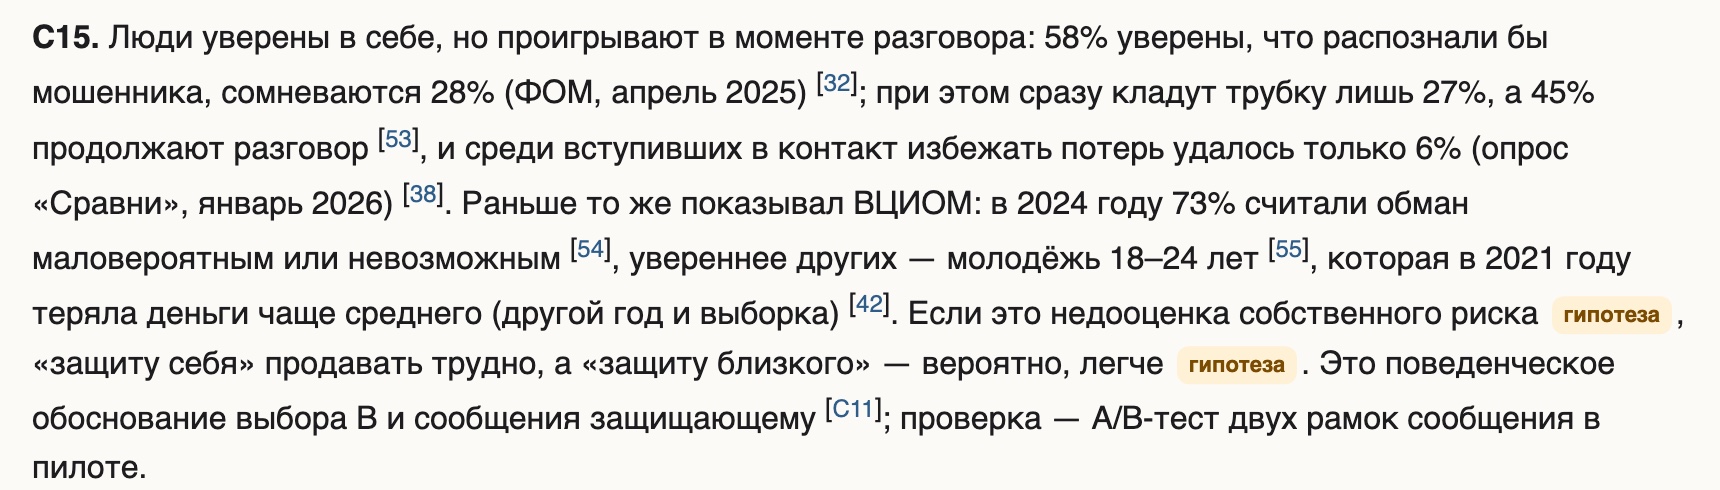 С15. Люди уверены в себе, но проигрывают в моменте разговора: 58% уверены, что распознали бы
мошенника, сомневаются 28% (ФОМ, апрель 2025) [32]; при этом сразу кладут трубку лишь 27%, а 45%
продолжают разговор [53], и среди вступивших в контакт избежать потерь удалось только 6% (опрос
«Сравни», январь 2026) [38]. Раньше то же показывал ВЦИОМ: в 2024 году 73% считали обман
маловероятным или невозможным [54], увереннее других — молодёжь 18–24 лет [55], которая в 2021 году
теряла деньги чаще среднего (другой год и выборка) [42]. Если это недооценка собственного риска гипотеза,
«защиту себя» продавать трудно, а «защиту близкого» — вероятно, легче гипотеза. Это поведенческое
обоснование выбора B и сообщения защищающему [C11]; проверка — A/B-тест двух рамок сообщения в
пилоте.